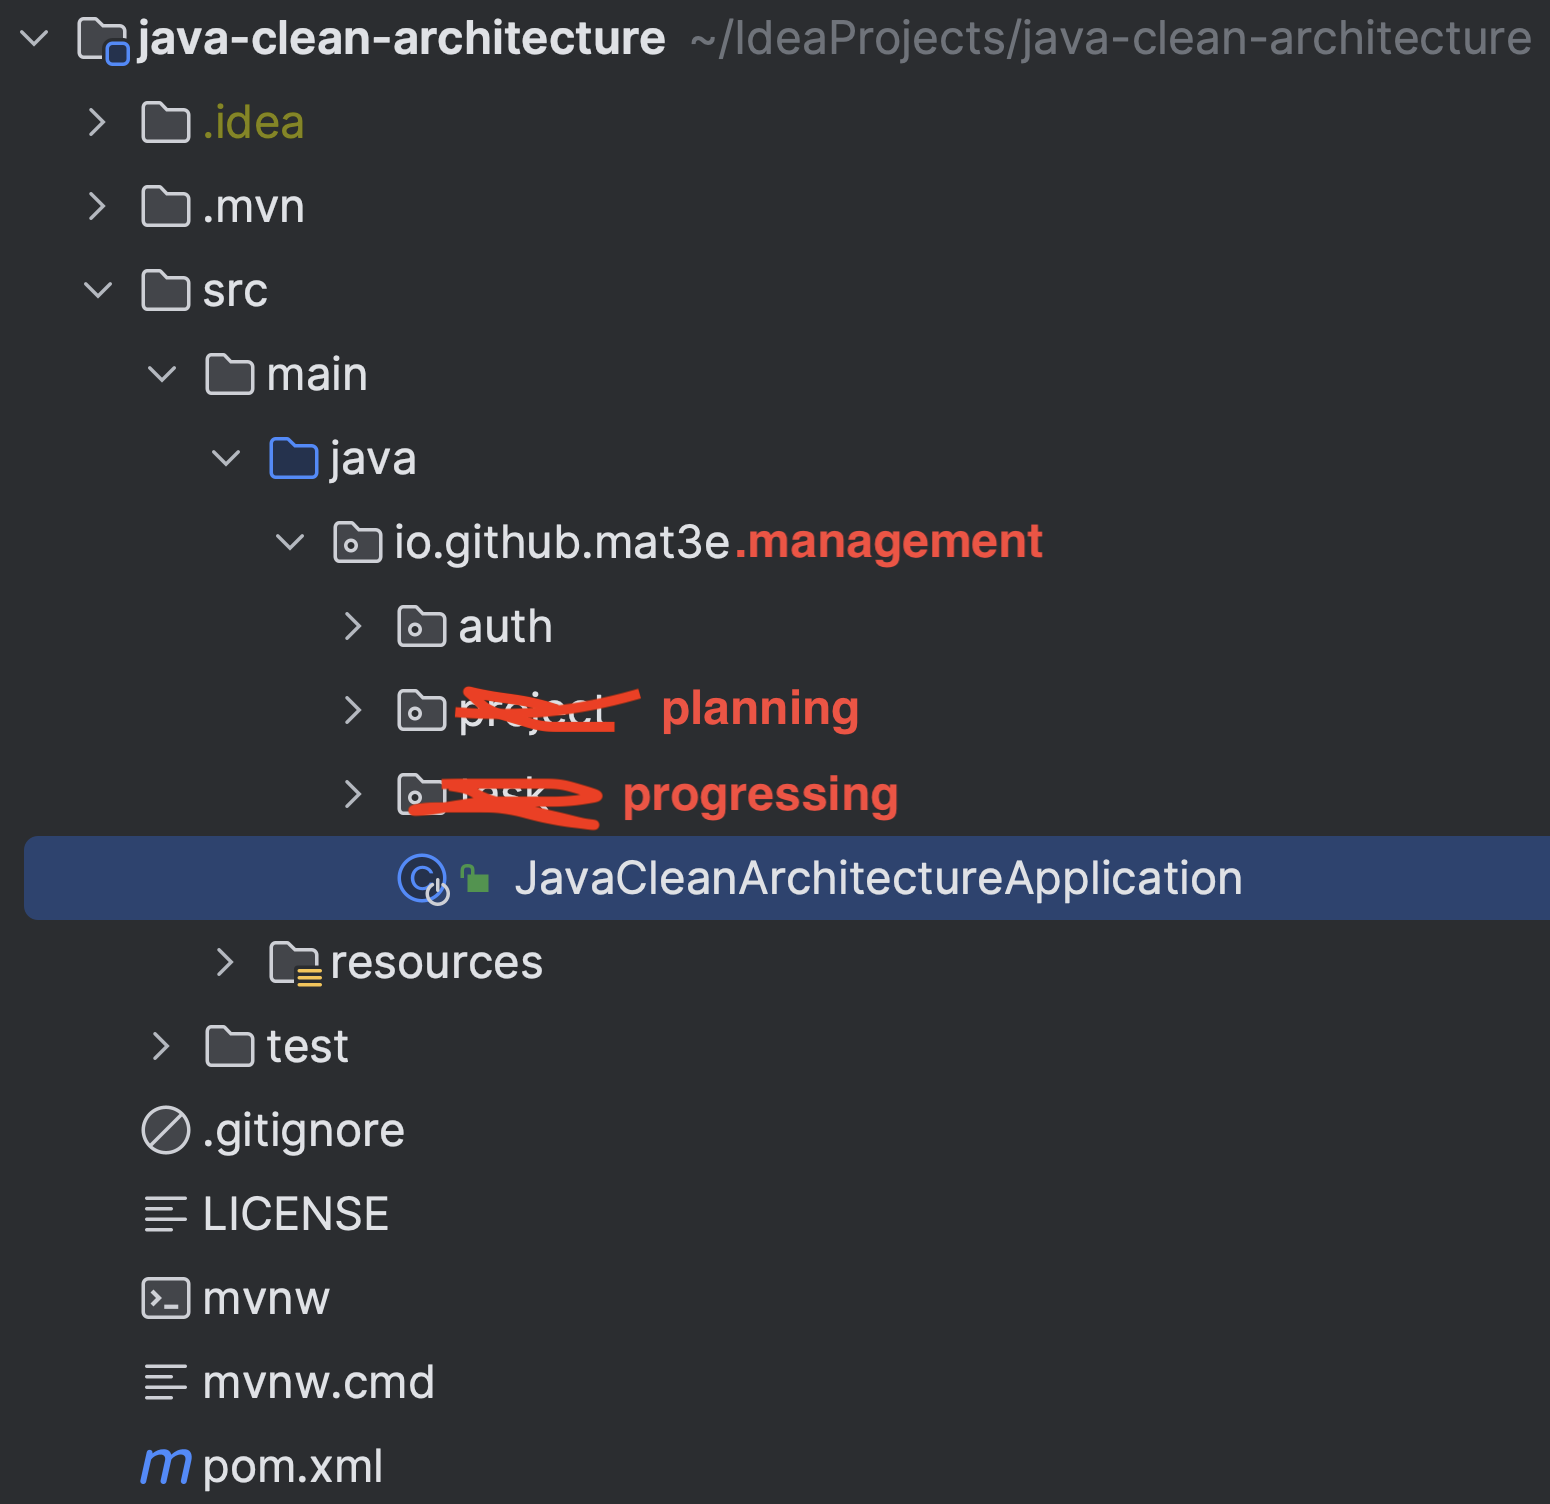 java-clean-architecture ~/IdeaProjects/java-clean-architecture
.idea
.mvn
src
main
java
io.github.mat3e.management
auth
project planning
task progressing
JavaCleanArchitectureApplication
resources
test
.gitignore
LICENSE
mvnw
mvnw.cmd
pom.xml